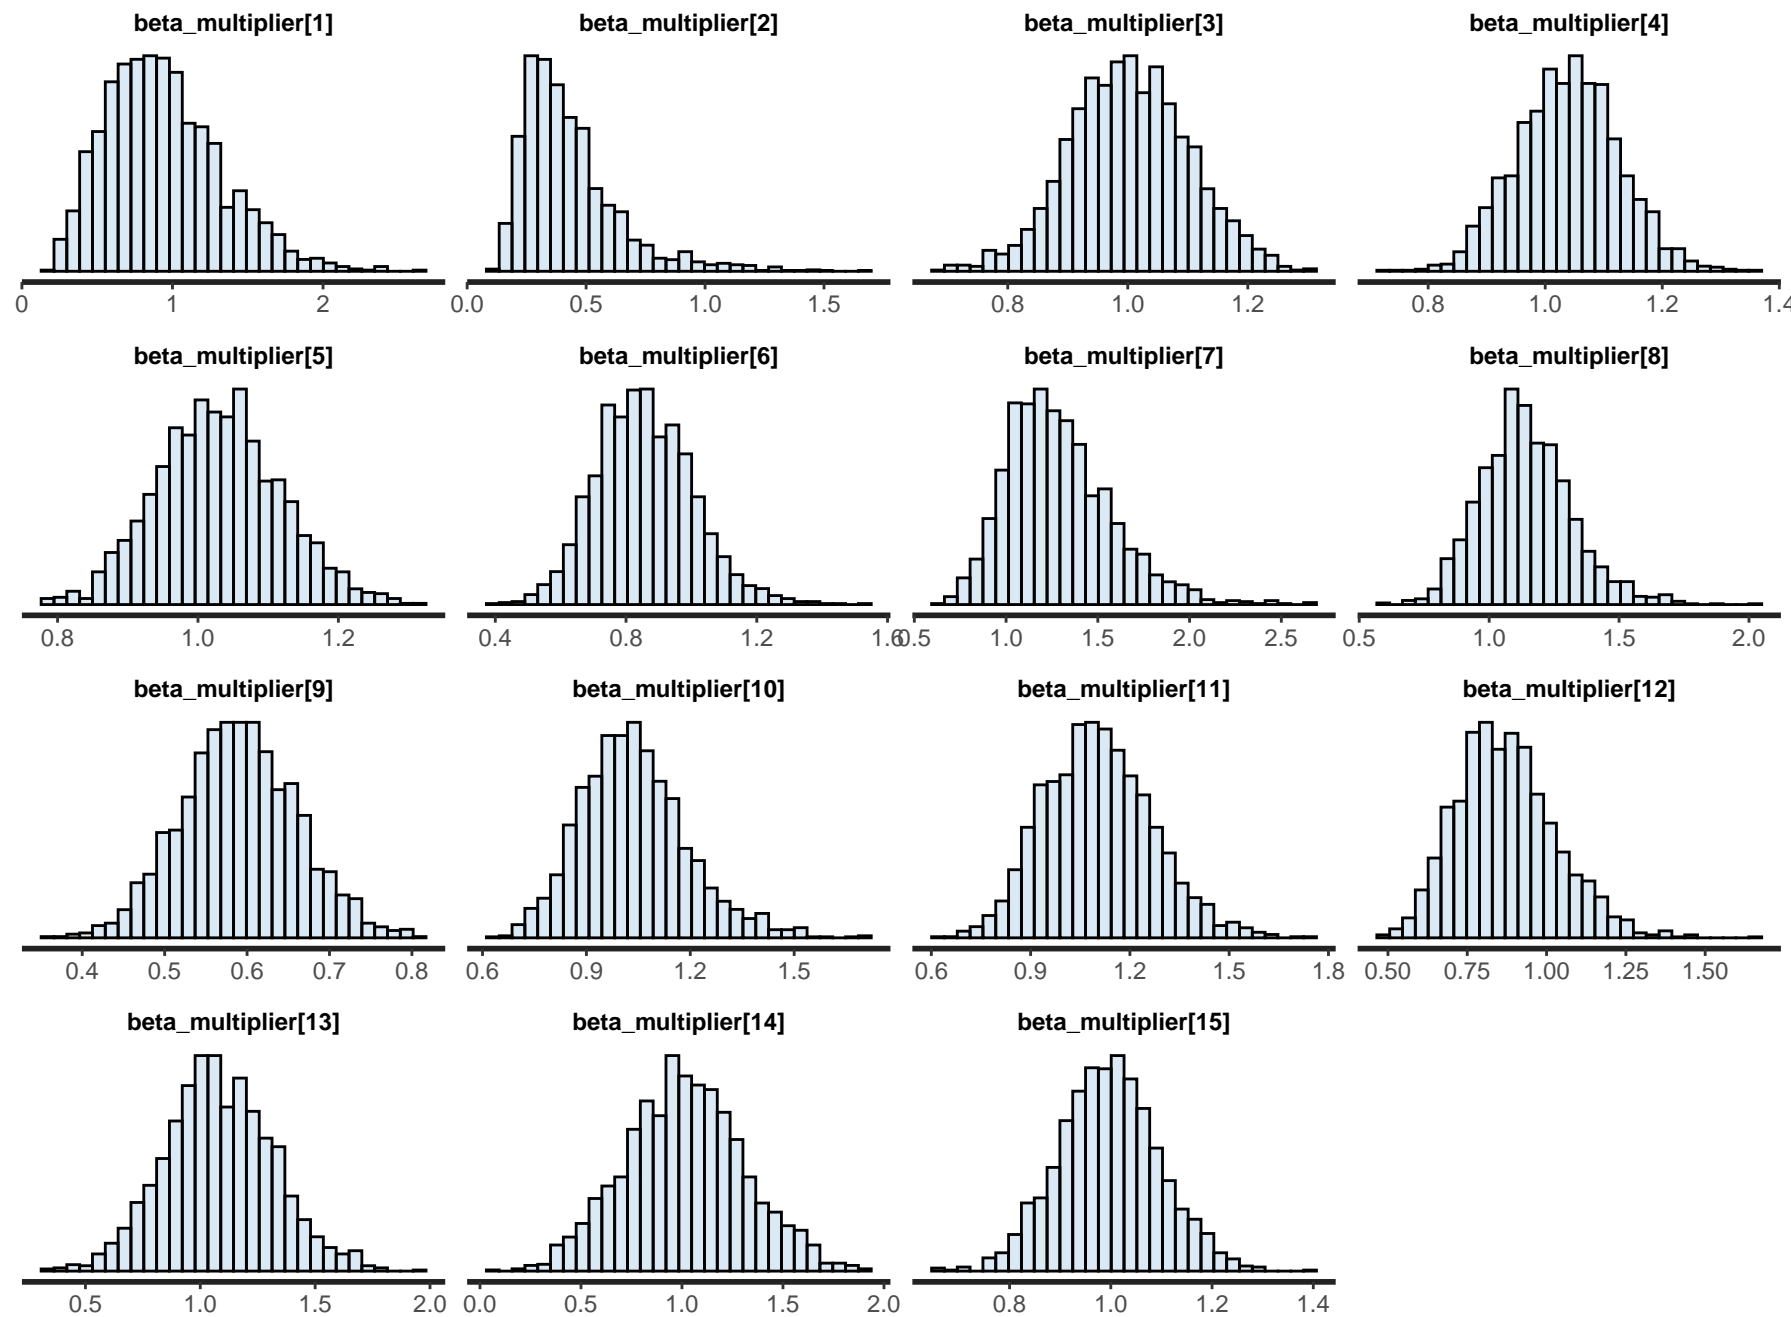 beta_multiplier[1] beta_multiplier[2] beta_multiplier[3] beta_multiplier[4]
0 1 2 0.0 0.5 1.0 1.5 0.8 1.0 1.2 0.8 1.0 1.2 1.4
beta_multiplier[5] beta_multiplier[6] beta_multiplier[7] beta_multiplier[8]
0.8 1.0 1.2 0.4 0.8 1.2 1.6 0.5 1.0 1.5 2.0 2.5 0.5 1.0 1.5 2.0
beta_multiplier[9] beta_multiplier[10] beta_multiplier[11] beta_multiplier[12]
0.4 0.5 0.6 0.7 0.8 0.6 0.9 1.2 1.5 0.6 0.9 1.2 1.5 1.8 0.50 0.75 1.00 1.25 1.50
beta_multiplier[13] beta_multiplier[14] beta_multiplier[15]
0.5 1.0 1.5 2.0 0.0 0.5 1.0 1.5 2.0 0.8 1.0 1.2 1.4